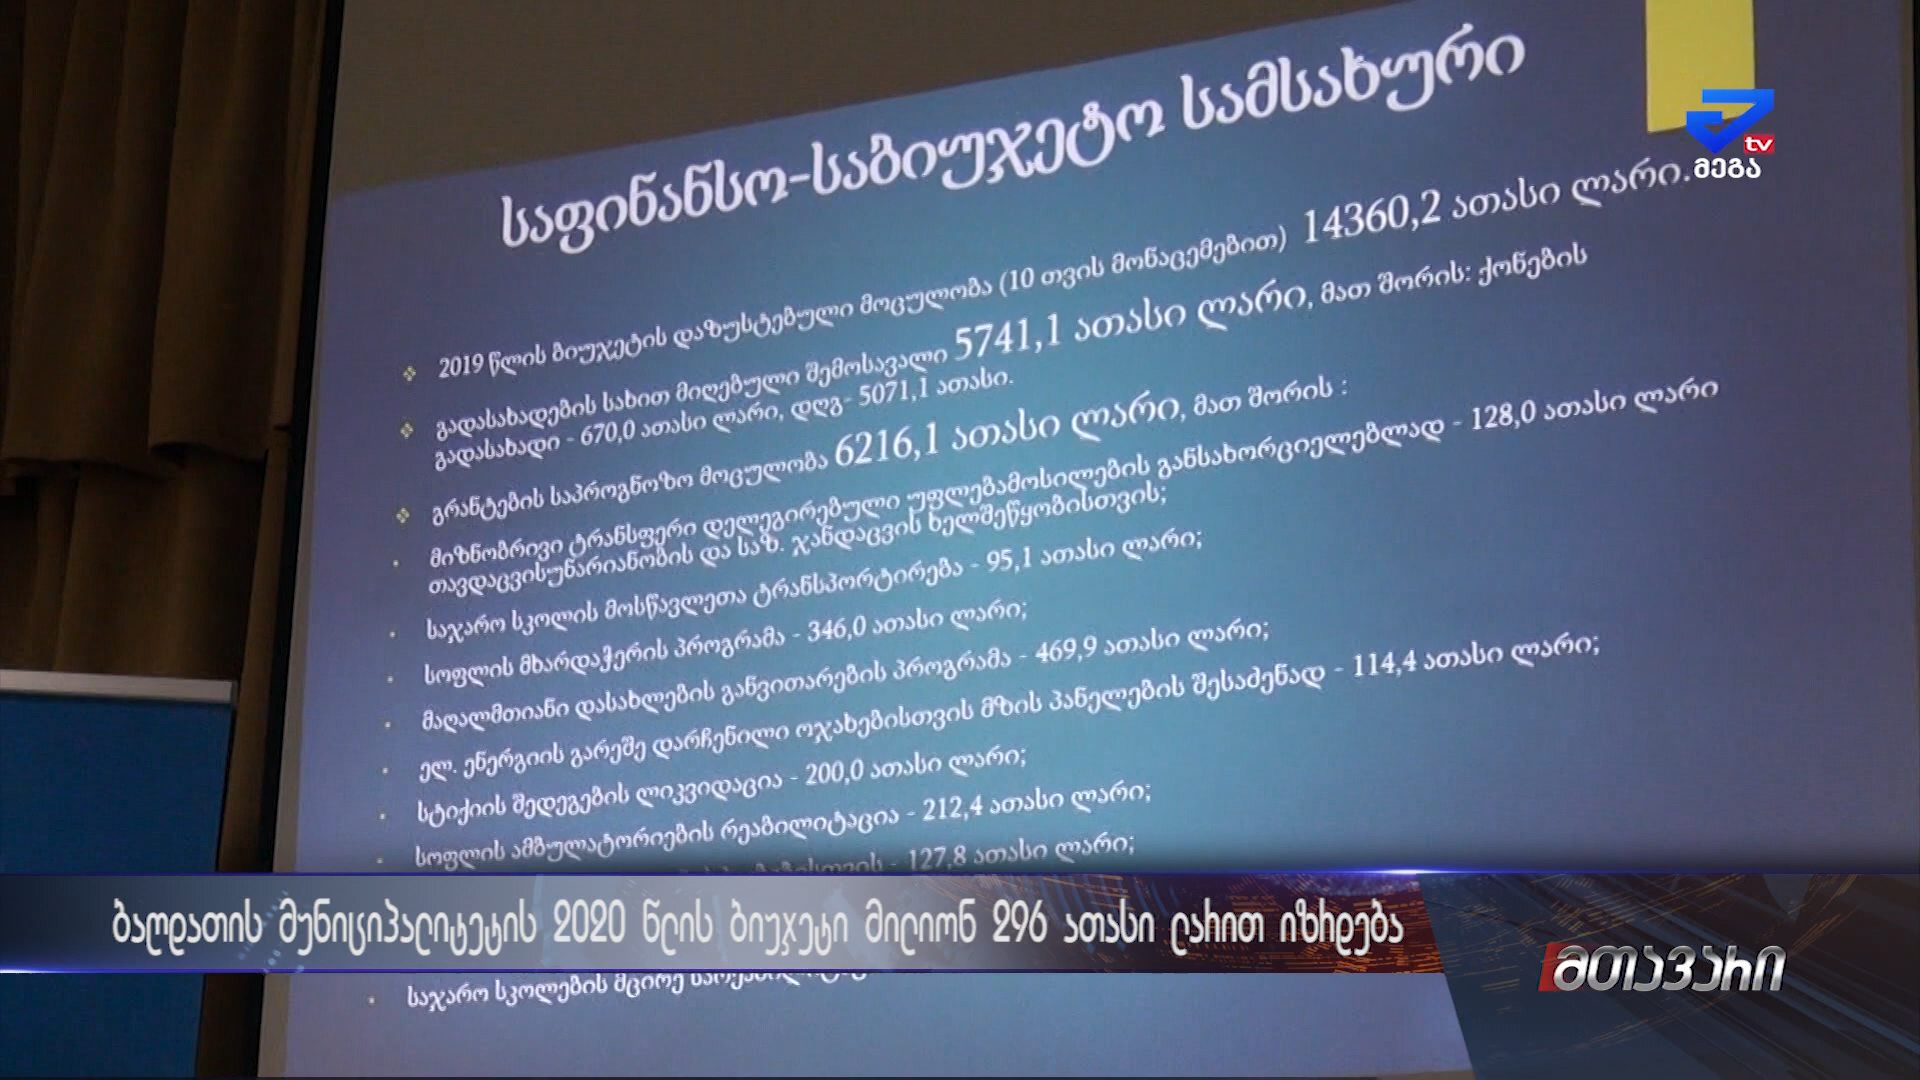 საფინანსო-საბიუჯეტო სამსახური
tv
მეგა
❖ 2019 წლის ბიუჯეტის დაზუსტებული მოცულობა (10 თვის მონაცემებით) 14360,2 ათასი ლარი.
❖ გადასახადების სახით მიღებული შემოსავალი 5741,1 ათასი ლარი, მათ შორის: ქონების
გადასახადი - 670,0 ათასი ლარი, დღგ- 5071,1 ათასი.
❖ გრანტების საპროგნოზო მოცულობა 6216,1 ათასი ლარი, მათ შორის :
• მიზნობრივი ტრანსფერი დელეგირებული უფლებამოსილების განსახორციელებლად - 128,0 ათასი ლარი
თავდაცვისუნარიანობის და საზ. ჯანდაცვის ხელშეწყობისთვის;
• საჯარო სკოლის მოსწავლეთა ტრანსპორტირება - 95,1 ათასი ლარი;
• სოფლის მხარდაჭერის პროგრამა - 346,0 ათასი ლარი;
• მაღალმთიანი დასახლების განვითარების პროგრამა - 469,9 ათასი ლარი;
• ელ. ენერგიის გარეშე დარჩენილი ოჯახებისთვის მზის პანელების შესაძენად - 114,4 ათასი ლარი;
• სტიქიის შედეგების ლიკვიდაცია - 200,0 ათასი ლარი;
• სოფლის ამბულატორიების რეაბილიტაცია - 212,4 ათასი ლარი;
- 127,8 ათასი ლარი;
ბაღდათის მუნიციპალიტეტის 2020 წლის ბიუჯეტი მილიონ 296 ათასი ლარით იზრდება
მთავარი
• საჯარო სკოლების მცირე